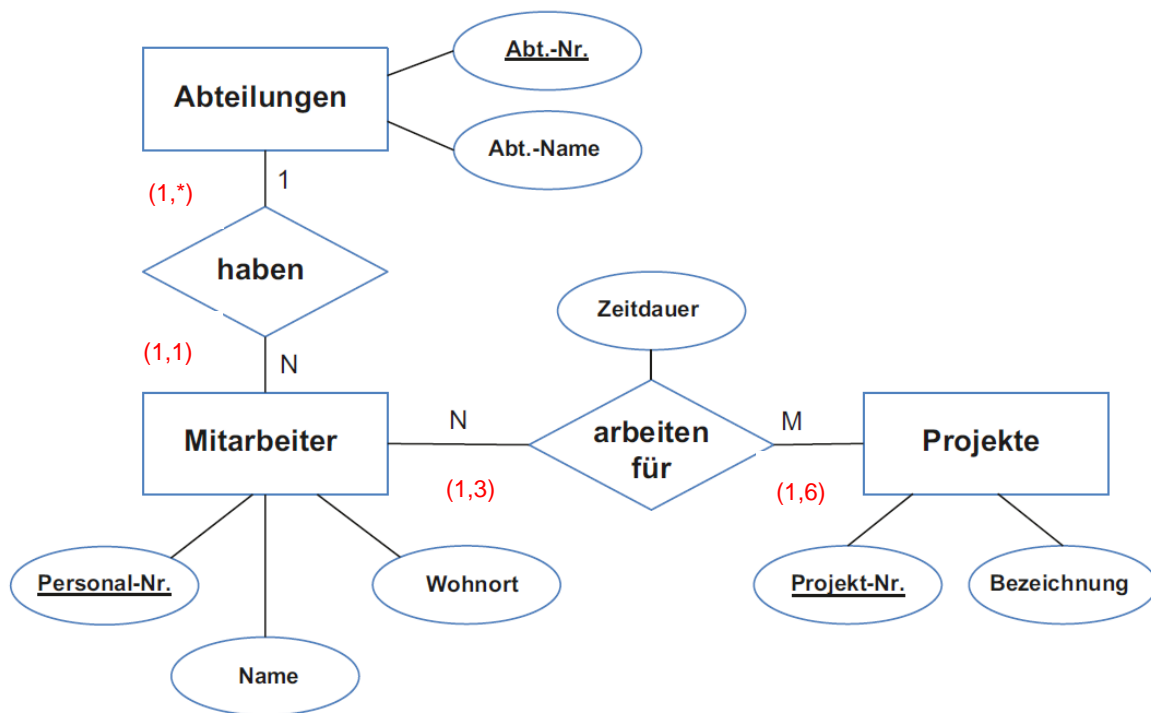 Abt.-Nr.
Abteilungen
Abt.-Name
(1,*)
1
haben
Zeitdauer
(1,1)
N
Mitarbeiter
N
arbeiten
für
M
Projekte
(1,3)
(1,6)
Personal-Nr.
Wohnort
Projekt-Nr.
Bezeichnung
Name